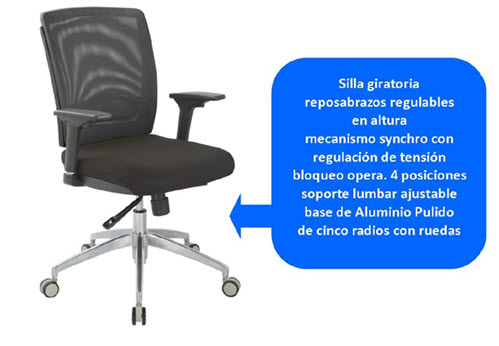 Silla giratoria
reposabrazos regulables
en altura
mecanismo synchro con
regulación de tensión
bloqueo opera. 4 posiciones
soporte lumbar ajustable
base de Aluminio Pulido
de cinco radios con ruedas